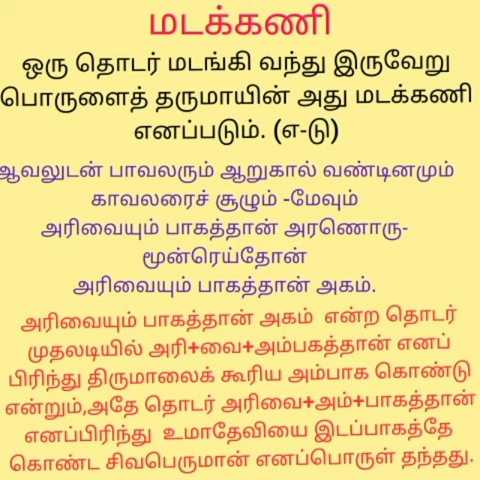 மடக்கணி
ஒரு தொடர் மடங்கி வந்து இருவேறு
பொருளைத் தருமாயின் அது மடக்கணி
எனப்படும். (எ-டு)
ஆவலுடன் பாவலரும் ஆறுகால் வண்டினமும்
காவலரைச் சூழும் -மேவும்
அரிவையும் பாகத்தான் அரணொரு-
மூன்ரெய்தோன்
அரிவையும் பாகத்தான் அகம்.
அரிவையும் பாகத்தான் அகம் என்ற தொடர்
முதலடியில் அரி+வை+அம்பகத்தான் எனப்
பிரிந்து திருமாலைக் கூரிய அம்பாக கொண்டு
என்றும்,அதே தொடர் அரிவை+அம்+பாகத்தான்
எனப்பிரிந்து உமாதேவியை இடப்பாகத்தே
கொண்ட சிவபெருமான் எனப்பொருள் தந்தது.